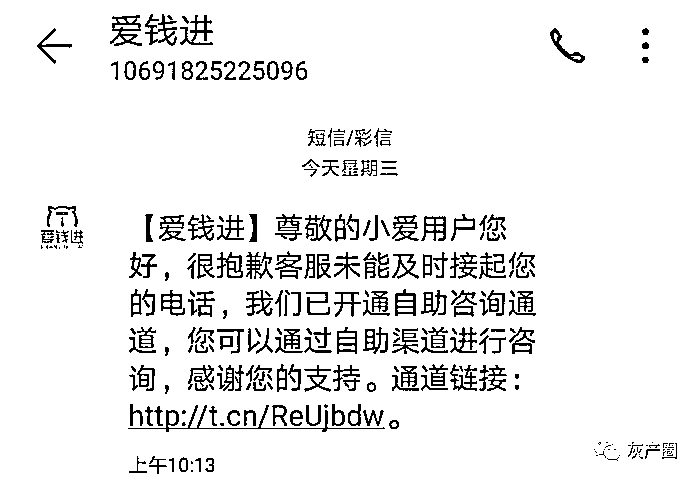 爱钱进
10691825225096
短信/彩信
今天星期三
爱钱进
【爱钱进】尊敬的小爱用户您
好，很抱歉客服未能及时接起您
的电话，我们已开通自助咨询通
道，您可以通过自助渠道进行咨
询，感谢您的支持。通道链接：
http://t.cn/ReUjbdw。
上午10:13
灰产圈